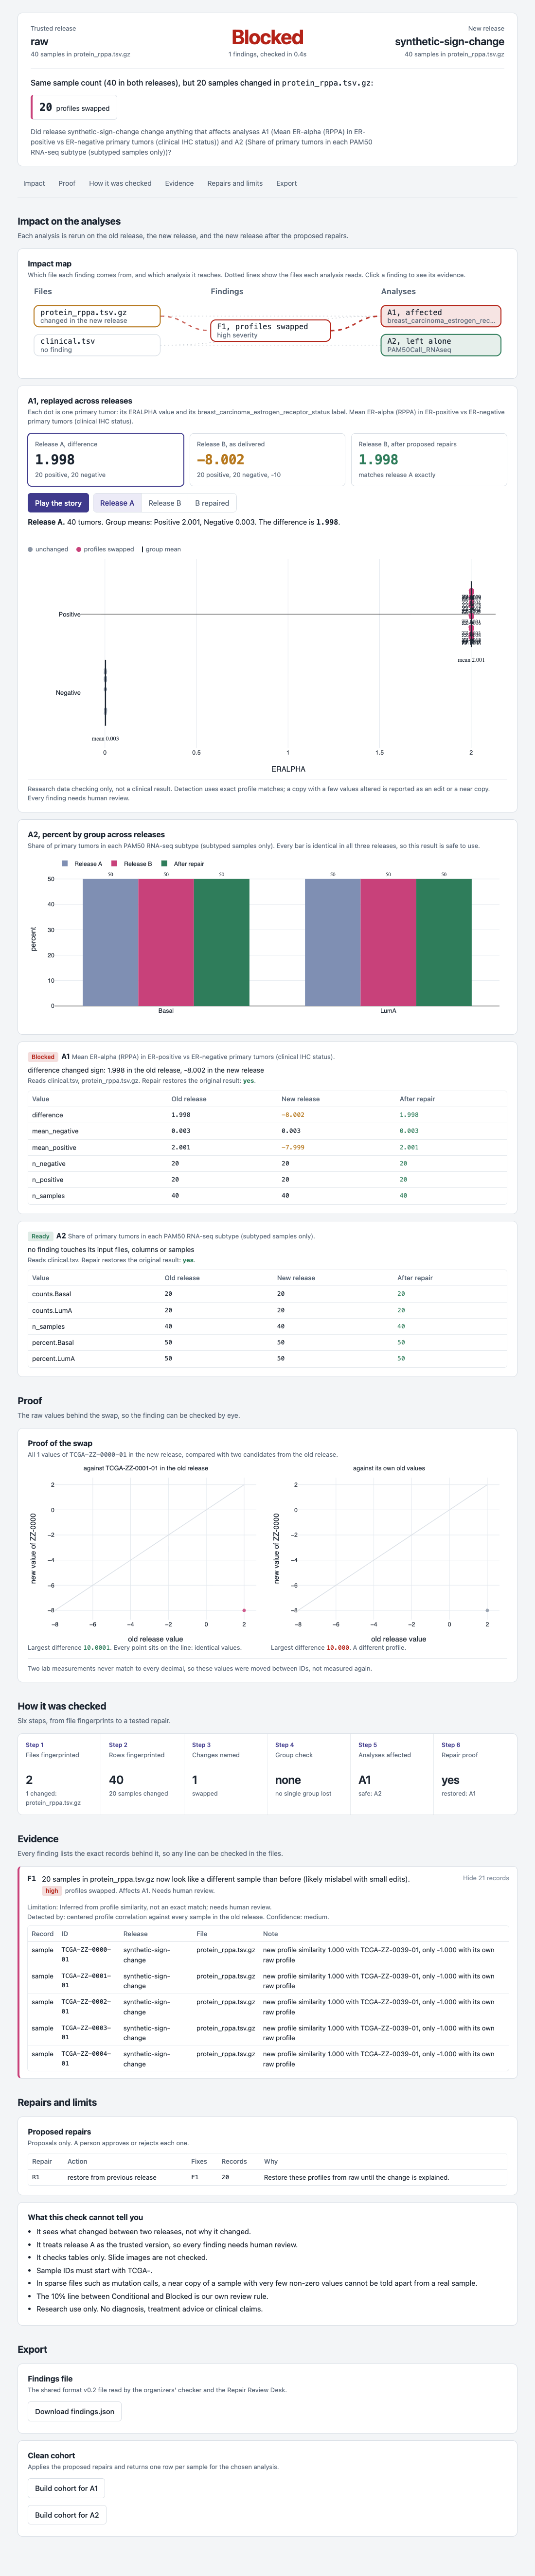 Trusted release
raw
40 samples in protein_rppa.tsv.gz
Blocked
1 findings, checked in 0.4s
New release
synthetic-sign-change
40 samples in protein_rppa.tsv.gz
Same sample count (40 in both releases), but 20 samples changed in protein_rppa.tsv.gz:
20 profiles swapped
Did release synthetic-sign-change change anything that affects analyses A1 (Mean ER-alpha (RPPA) in ER-
positive vs ER-negative primary tumors (clinical IHC status)) and A2 (Share of primary tumors in each PAM50
RNA-seq subtype (subtyped samples only))?
Impact Proof How it was checked Evidence Repairs and limits Export
Impact on the analyses
Each analysis is rerun on the old release, the new release, and the new release after the proposed repairs.
Impact map
Which file each finding comes from, and which analysis it reaches. Dotted lines show the files each analysis reads. Click a finding to see its evidence.
Files Findings Analyses
protein_rppa.tsv.gz
changed in the new release
clinical.tsv
no finding
F1, profiles swapped
high severity
A1, affected
breast_carcinoma_estrogen_rec...
A2, left alone
PAM50Call_RNAseq
A1, replayed across releases
Each dot is one primary tumor: its ERALPHA value and its breast_carcinoma_estrogen_receptor_status label. Mean ER-alpha (RPPA) in ER-positive vs ER-negative
primary tumors (clinical IHC status).
Release A, difference
1.998
20 positive, 20 negative
Release B, as delivered
−8.002
20 positive, 20 negative, −10
Release B, after proposed repairs
1.998
matches release A exactly
Play the story Release A Release B B repaired
Release A. 40 tumors. Group means: Positive 2.001, Negative 0.003. The difference is 1.998.
unchanged profiles swapped group mean
Positive
mean 2.001
Negative
mean 0.003
0 0.5 1 1.5 2
ERALPHA
Research data checking only, not a clinical result. Detection uses exact profile matches; a copy with a few values altered is reported as an edit or a near copy.
Every finding needs human review.
A2, percent by group across releases
Share of primary tumors in each PAM50 RNA-seq subtype (subtyped samples only). Every bar is identical in all three releases, so this result is safe to use.
Release A Release B After repair
50 50 50 50 50 50
50
40
30
20
10
0
percent
Basal LumA
Blocked A1 Mean ER-alpha (RPPA) in ER-positive vs ER-negative primary tumors (clinical IHC status).
difference changed sign: 1.998 in the old release, -8.002 in the new release
Reads clinical.tsv, protein_rppa.tsv.gz. Repair restores the original result: yes.
Value Old release New release After repair
difference 1.998 −8.002 1.998
mean_negative 0.003 0.003 0.003
mean_positive 2.001 −7.999 2.001
n_negative 20 20 20
n_positive 20 20 20
n_samples 40 40 40
Ready A2 Share of primary tumors in each PAM50 RNA-seq subtype (subtyped samples only).
no finding touches its input files, columns or samples
Reads clinical.tsv. Repair restores the original result: yes.
Value Old release New release After repair
counts.Basal 20 20 20
counts.LumA 20 20 20
n_samples 40 40 40
percent.Basal 50 50 50
percent.LumA 50 50 50
Proof
The raw values behind the swap, so the finding can be checked by eye.
Proof of the swap
All 1 values of TCGA-ZZ-0000-01 in the new release, compared with two candidates from the old release.
against TCGA-ZZ-0001-01 in the old release
2
0
−2
−4
−6
−8
new value of ZZ-0000
−8 −6 −4 −2 0 2
old release value
Largest difference 10.0001. Every point sits on the line: identical values.
against its own old values
2
0
−2
−4
−6
−8
new value of ZZ-0000
−8 −6 −4 −2 0 2
old release value
Largest difference 10.000. A different profile.
Two lab measurements never match to every decimal, so these values were moved between IDs, not measured again.
How it was checked
Six steps, from file fingerprints to a tested repair.
Step 1
Files fingerprinted
2
1 changed:
protein_rppa.tsv.gz
Step 2
Rows fingerprinted
40
20 samples changed
Step 3
Changes named
1
swapped
Step 4
Group check
none
no single group lost
Step 5
Analyses affected
A1
safe: A2
Step 6
Repair proof
yes
restored: A1
Evidence
Every finding lists the exact records behind it, so any line can be checked in the files.
F1 20 samples in protein_rppa.tsv.gz now look like a different sample than before (likely mislabel with small edits). Hide 21 records
high profiles swapped. Affects A1. Needs human review.
Limitation: Inferred from profile similarity, not an exact match; needs human review.
Detected by: centered profile correlation against every sample in the old release. Confidence: medium.
Record ID Release File Note
sample TCGA-ZZ-0000-01 synthetic-sign-change protein_rppa.tsv.gz new profile similarity 1.000 with TCGA-ZZ-0039-01, only -1.000 with its own raw profile
sample TCGA-ZZ-0001-01 synthetic-sign-change protein_rppa.tsv.gz new profile similarity 1.000 with TCGA-ZZ-0039-01, only -1.000 with its own raw profile
sample TCGA-ZZ-0002-01 synthetic-sign-change protein_rppa.tsv.gz new profile similarity 1.000 with TCGA-ZZ-0039-01, only -1.000 with its own raw profile
sample TCGA-ZZ-0003-01 synthetic-sign-change protein_rppa.tsv.gz new profile similarity 1.000 with TCGA-ZZ-0039-01, only -1.000 with its own raw profile
sample TCGA-ZZ-0004-01 synthetic-sign-change protein_rppa.tsv.gz new profile similarity 1.000 with TCGA-ZZ-0039-01, only -1.000 with its own raw profile
Repairs and limits
Proposed repairs
Proposals only. A person approves or rejects each one.
Repair Action Fixes Records Why
R1 restore from previous release F1 20 Restore these profiles from raw until the change is explained.
What this check cannot tell you
• It sees what changed between two releases, not why it changed.
• It treats release A as the trusted version, so every finding needs human review.
• It checks tables only. Slide images are not checked.
• Sample IDs must start with TCGA-.
• In sparse files such as mutation calls, a near copy of a sample with very few non-zero values cannot be told apart from a real sample.
• The 10% line between Conditional and Blocked is our own review rule.
• Research use only. No diagnosis, treatment advice or clinical claims.
Export
Findings file
The shared format v0.2 file read by the organizers' checker and the Repair Review Desk.
Download findings.json
Clean cohort
Applies the proposed repairs and returns one row per sample for the chosen analysis.
Build cohort for A1
Build cohort for A2